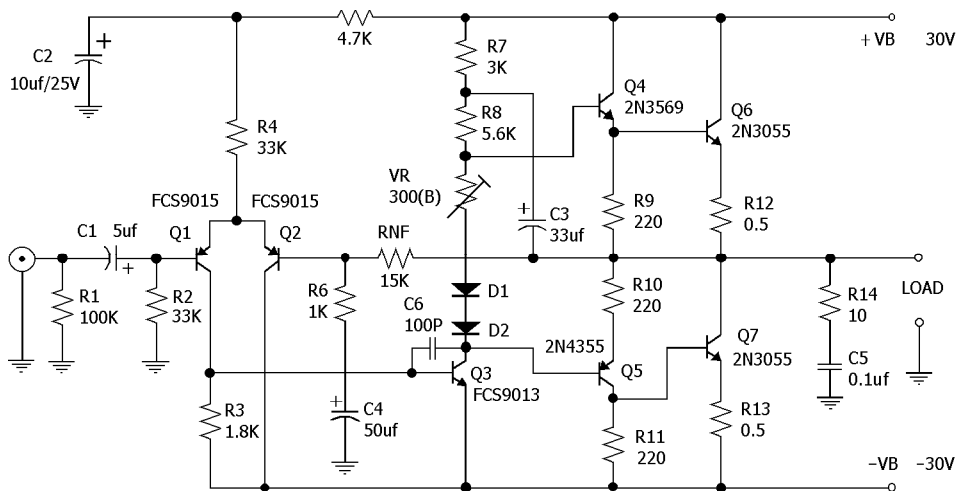 4.7K
+
C2
10uf/25V
R7
3K
+ VB 30V
R8
5.6K
Q4
2N3569
Q6
2N3055
R4
33K
VR
300(B)
FCS9015
FCS9015
R9
220
R12
0.5
+
C3
33uf
C1
5uf
+
Q1
Q2
RNF
15K
R1
100K
R2
33K
R6
1K
D1
D2
C6
100P
R10
220
R14
10
LOAD
2N4355
Q5
Q7
2N3055
Q3
FCS9013
C5
0.1uf
R3
1.8K
+
C4
50uf
R11
220
R13
0.5
-VB -30V